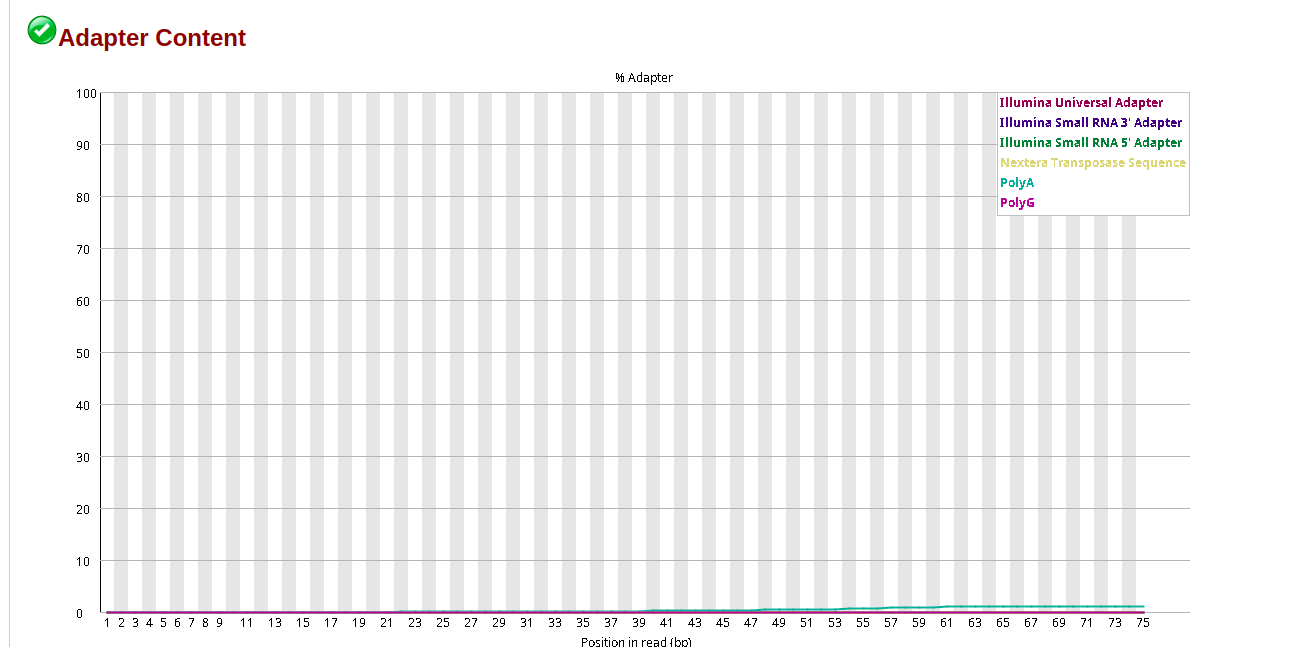 Adapter Content
% Adapter
Illumina Universal Adapter
Illumina Small RNA 3' Adapter
Illumina Small RNA 5' Adapter
Nextera Transposase Sequence
PolyA
PolyG
100
90
80
70
60
50
40
30
20
10
0
1 2 3 4 5 6 7 8 9 11 13 15 17 19 21 23 25 27 29 31 33 35 37 39 41 43 45 47 49 51 53 55 57 59 61 63 65 67 69 71 73 75
Position in read (bp)